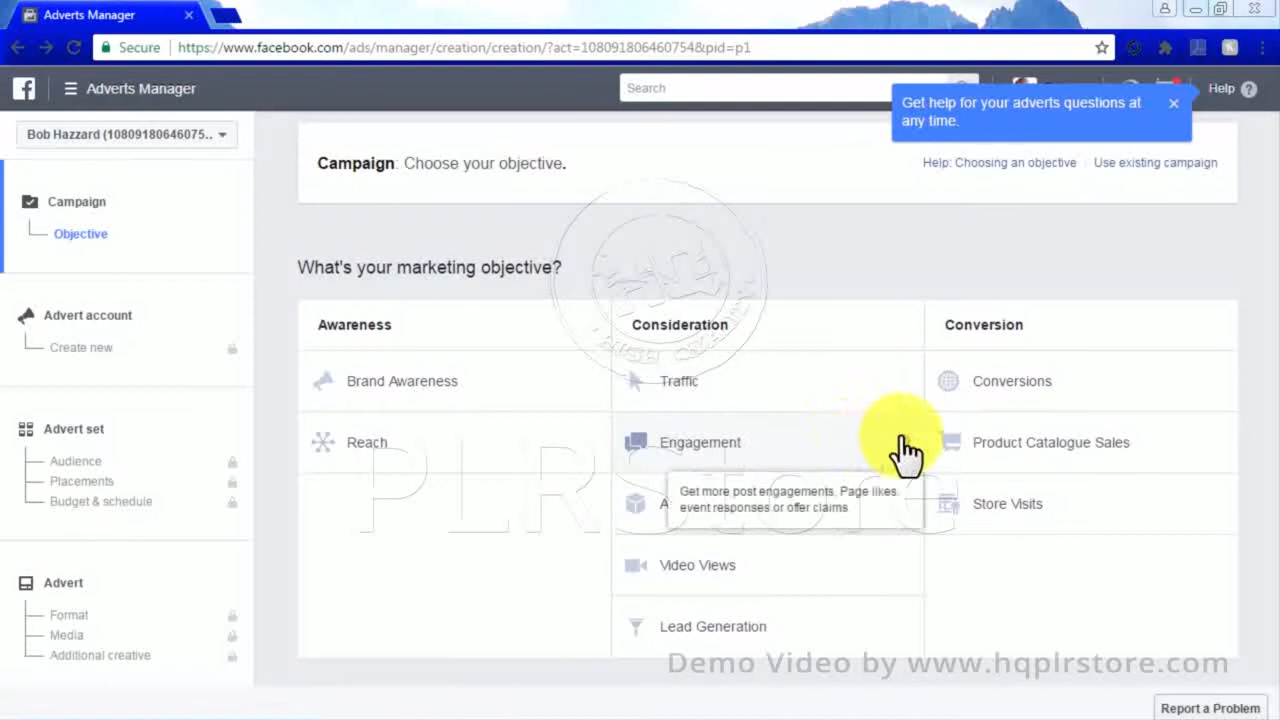 Adverts Manager
Secure
https://www.facebook.com/ads/manager/creation/creation/?act=1080918064607548&pid=p1
Adverts Manager
Search
Help
Get help for your adverts questions at
any time.
Bob Hazzard (10809180646075..
Campaign: Choose your objective.
Help: Choosing an objective
Use existing campaign
Campaign
Objective
What's your marketing objective?
Advert account
Create new
Awareness
Consideration
Conversion
Brand Awareness
Traffic
Conversions
Reach
Engagement
Product Catalogue Sales
Get more post engagements, Page likes,
event responses or offer claims
A
Store Visits
Video Views
Lead Generation
Advert set
Audience
Placements
Budget & schedule
Advert
Format
Media
Additional creative
PLRStore
Demo Video by www.hqplrstore.com
Report a Problem